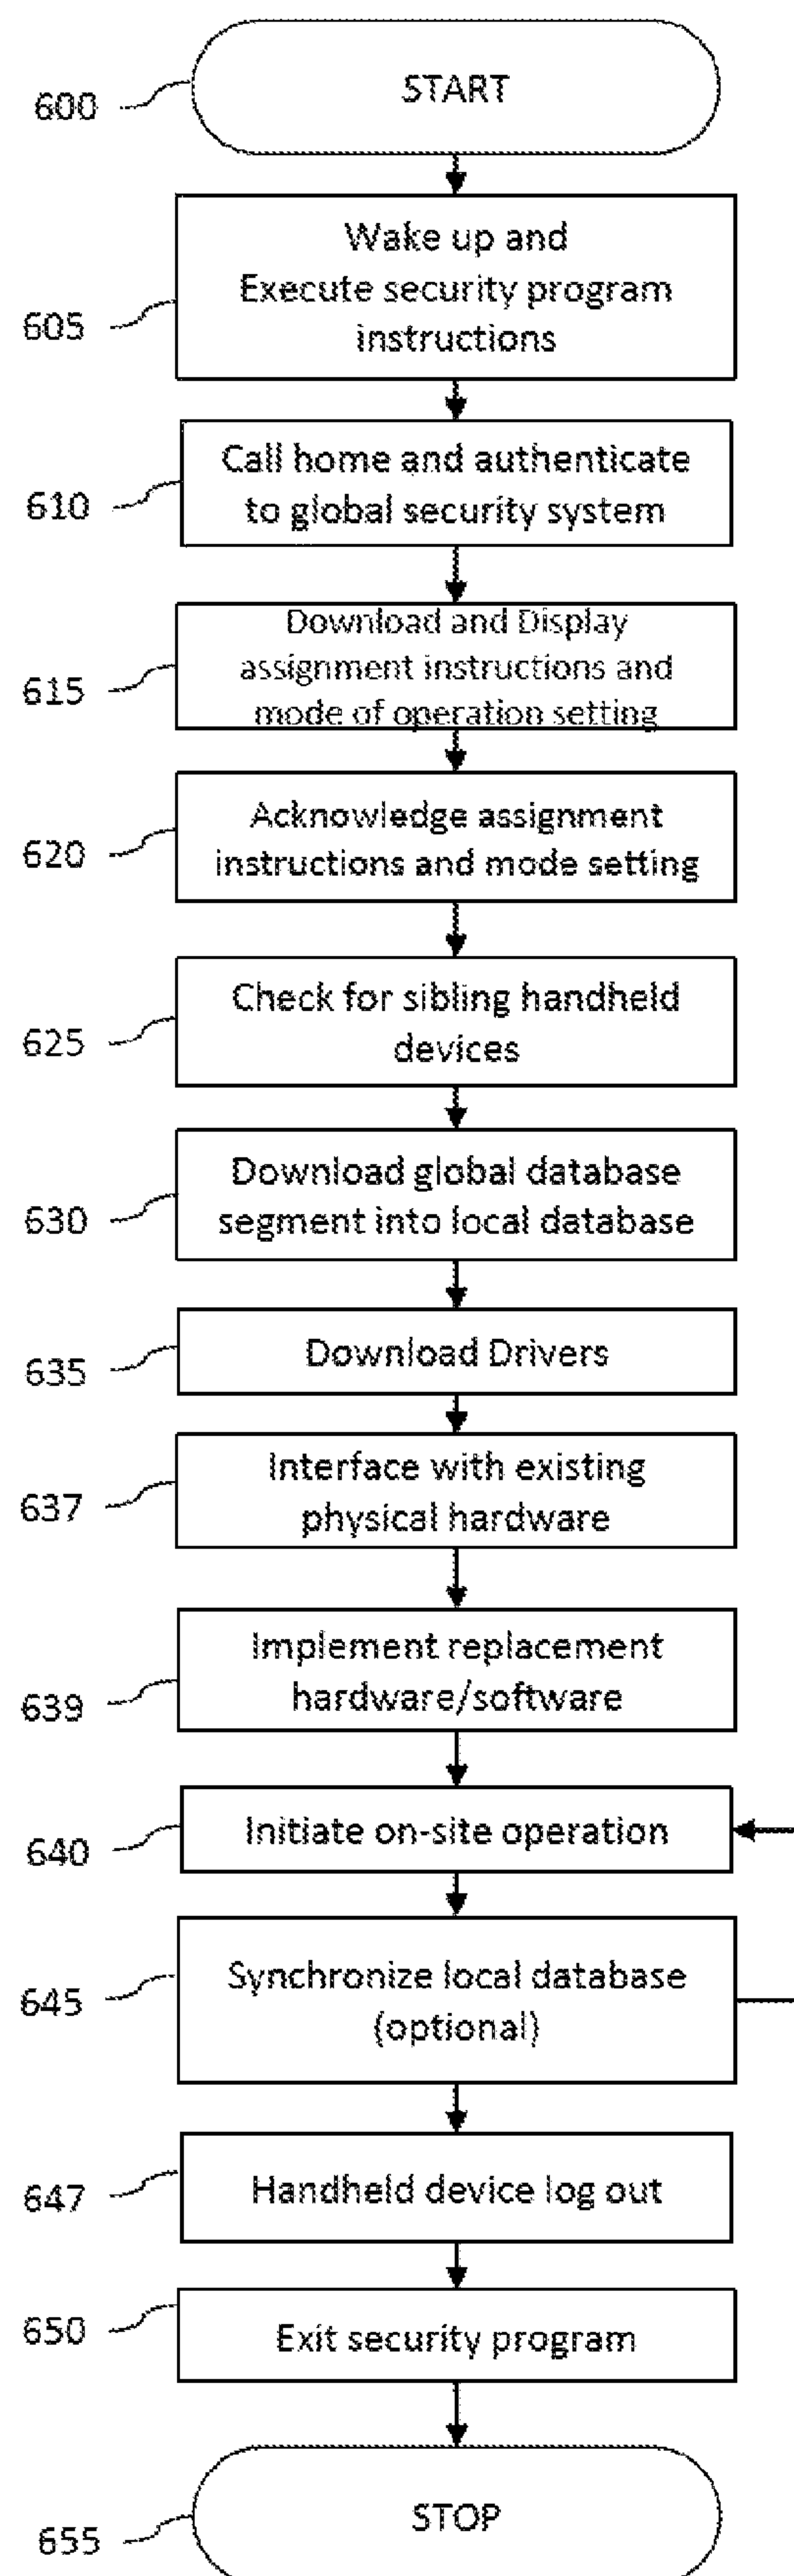 600
START
605
Wake up and
Execute security program
instructions
610
Call home and authenticate
to global security system
615
Download and Display
assignment instructions and
mode of operation setting
620
Acknowledge assignment
instructions and mode setting
625
Check for sibling handheld
devices
630
Download global database
segment into local database
635
Download Drivers
637
Interface with existing
physical hardware
639
Implement replacement
hardware/software
640
Initiate on-site operation
645
Synchronize local database
(optional)
647
Handheld device log out
650
Exit security program
655
STOP